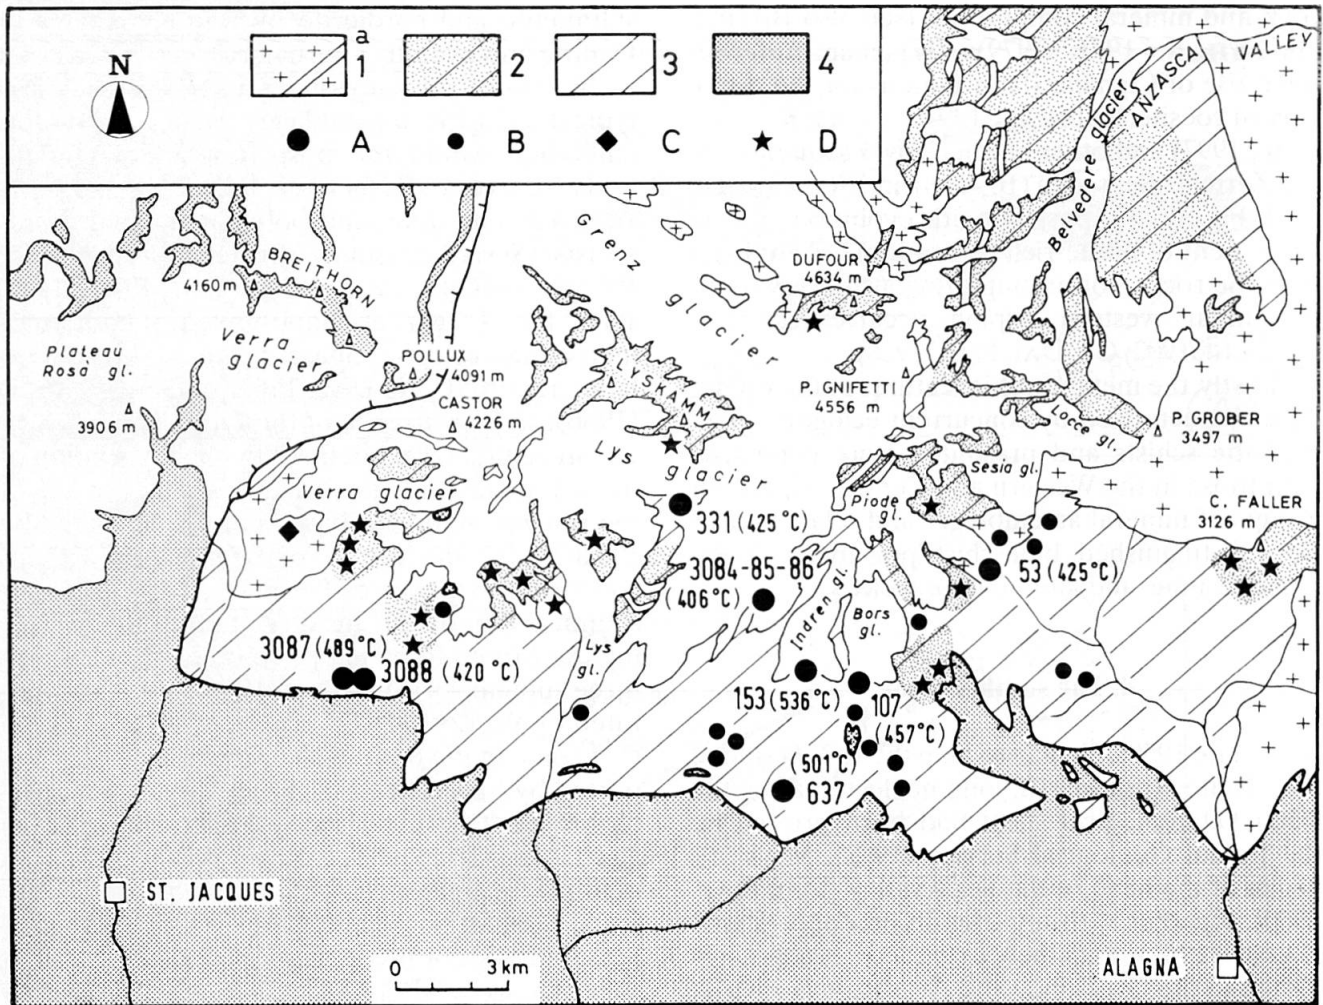 N
a
1
2
3
4
A
B
C
D
ANZASCA VALLEY
Belvedere glacier
Grenz glacier
DUFOUR
4634 m
BREITHORN
4160 m
Verra
glacier
Plateau
Rosà gl.
3906 m
POLLUX
4091 m
CASTOR
4226 m
LYSKAMM
P. GNIFETTI
4556 m
Locce gl.
P. GROBER
3497 m
Lys glacier
Sesia gl.
Verra glacier
Piode
gl.
C. FALLER
3126 m
331 (425°C)
53 (425°C)
3084-85-86
(406°C)
Indren gl.
Bors
gl.
3087 (489°C)
3088 (420°C)
Lys
gl.
153 (536°C)
107
(457°C)
(501°C)
637
ST. JACQUES
0 3 km
ALAGNA